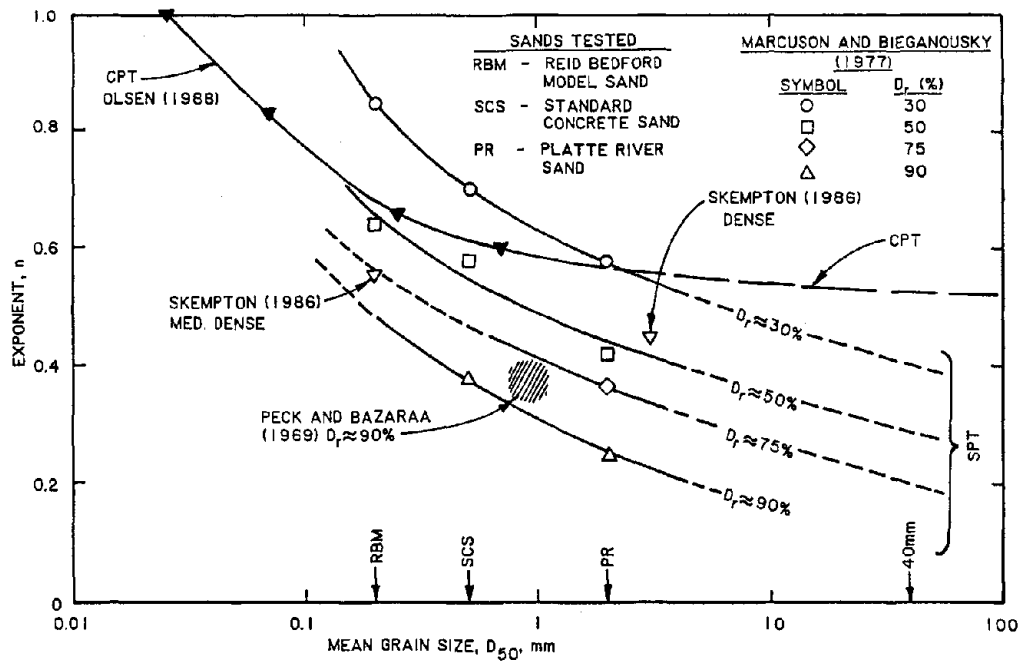 1.0
0.8
0.6
0.4
0.2
0
EXPONENT, n
CPT
OLSEN (1988)
SANDS TESTED
RBM – REID BEDFORD
MODEL SAND
SCS – STANDARD
CONCRETE SAND
PR – PLATTE RIVER
SAND
MARCUSON AND BIEGANOUSKY
(1977)
SYMBOL Dr (%)
30
50
75
90
SKEMPTON (1986)
DENSE
CPT
SKEMPTON (1986)
MED. DENSE
PECK AND BAZARAA
(1969) Dr≈90%
Dr≈30%
Dr≈50%
Dr≈75%
Dr≈90%
SPT
RBM
SCS
PR
40mm
0.01
0.1
1
10
100
MEAN GRAIN SIZE, D50, mm